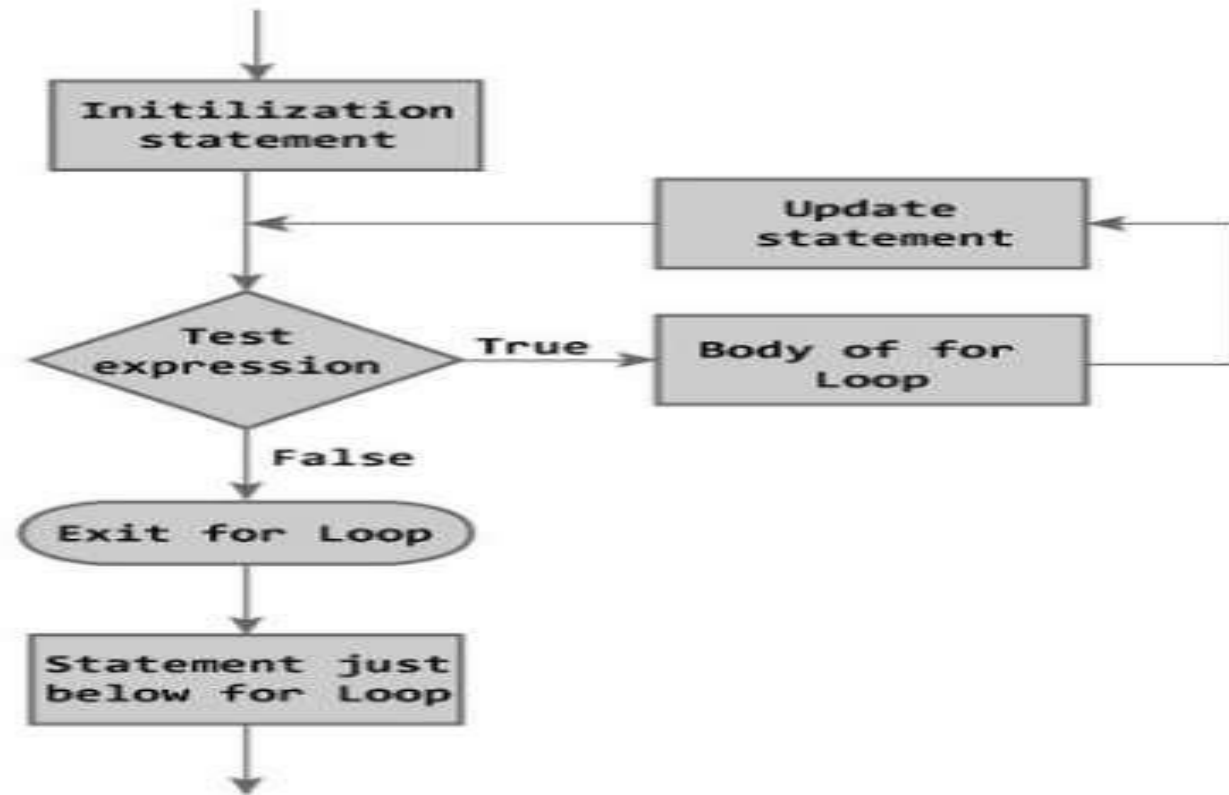 Initilization
statement
Update
statement
Test
expression
True
Body of for
Loop
False
Exit for Loop
Statement just
below for Loop